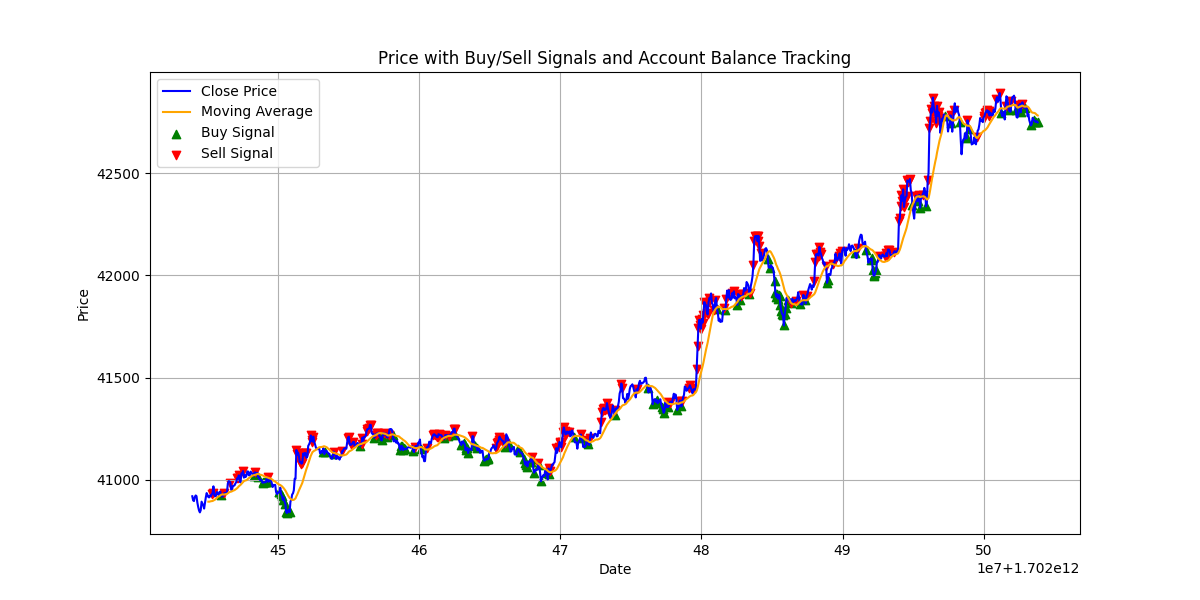 Price with Buy/Sell Signals and Account Balance Tracking
Close Price
Moving Average
Buy Signal
Sell Signal
42500
42000
41500
41000
Price
45 46 47 48 49 50
1e7+1.702e12
Date